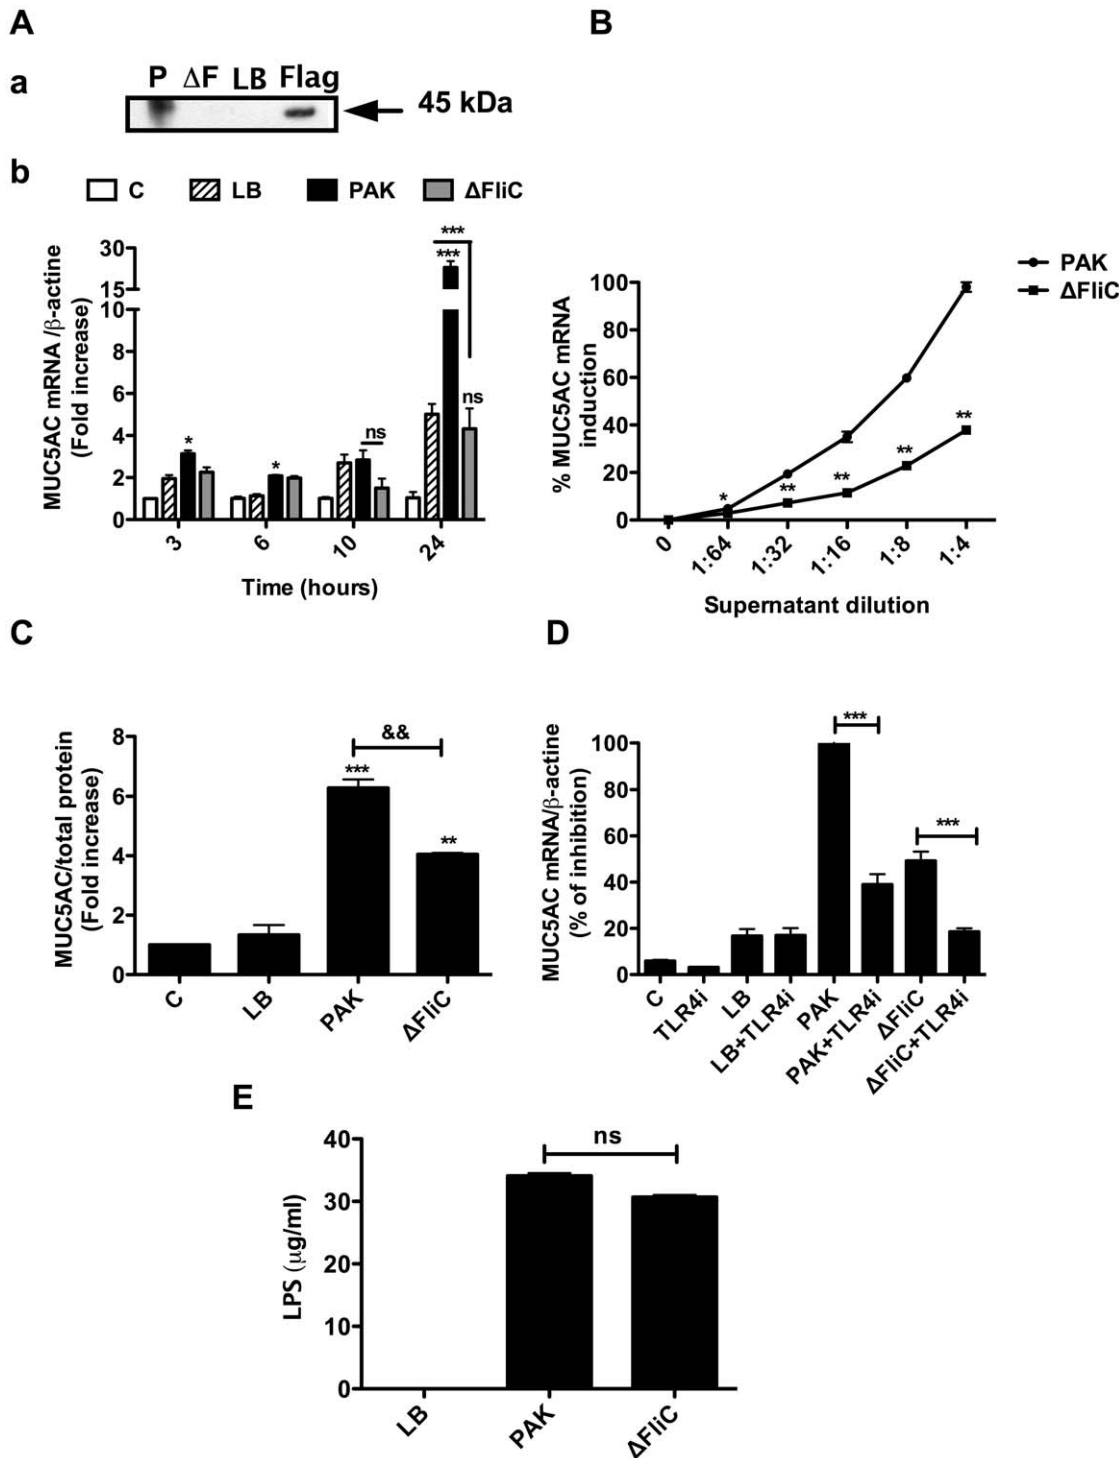 A
B
a
P ΔF LB Flag
45 kDa
b
C LB PAK ΔFliC
MUC5AC mRNA /β-actine
(Fold increase)
30
15
10
8
6
4
2
0
*
*
ns
***
***
ns
3 6 10 24
Time (hours)
PAK
ΔFliC
% MUC5AC mRNA
induction
100
80
60
40
20
0
*
**
**
**
**
0 1:64 1:32 1:16 1:8 1:4
Supernatant dilution
C
D
MUC5AC/total protein
(Fold increase)
8
6
4
2
0
&&
***
**
C LB PAK ΔFliC
MUC5AC mRNA/β-actine
(% of inhibition)
100
80
60
40
20
0
***
***
C TLR4i LB LB+TLR4i PAK PAK+TLR4i ΔFliC ΔFliC+TLR4i
E
LPS (μg/ml)
40
30
20
10
0
ns
LB PAK ΔFliC